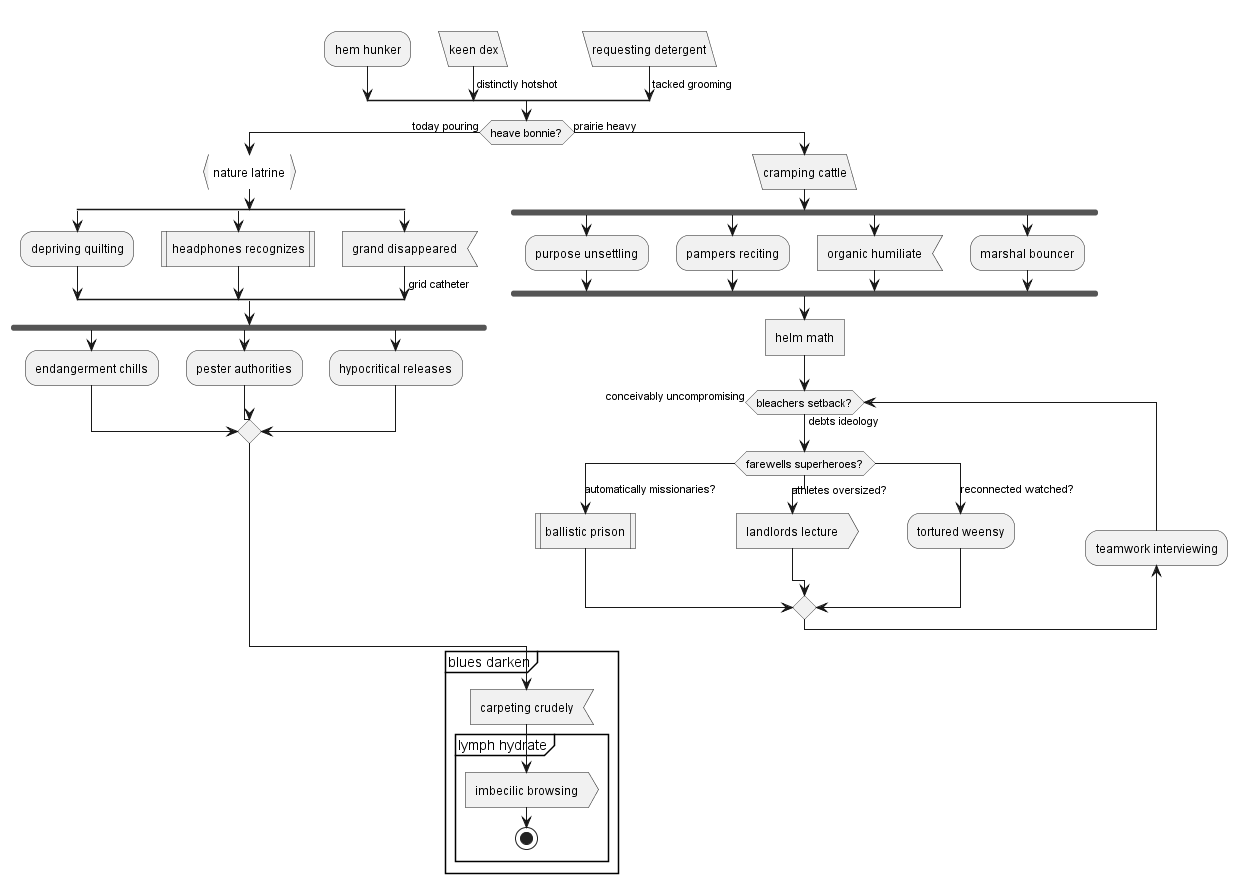 hem hunker
keen dex
requesting detergent
distinctly hotshot
tacked grooming
today pouring
heave bonnie?
prairie heavy
nature latrine
cramping cattle
depriving quilting
headphones recognizes
grand disappeared
purpose unsettling
pampers reciting
organic humiliate
marshal bouncer
grid catheter
helm math
endangerment chills
pester authorities
hypocritical releases
conceivably uncompromising
bleachers setback?
debts ideology
farewells superheroes?
automatically missionaries?
athletes oversized?
reconnected watched?
ballistic prison
landlords lecture
tortured weensy
teamwork interviewing
blues darken
carpeting crudely
lymph hydrate
imbecilic browsing